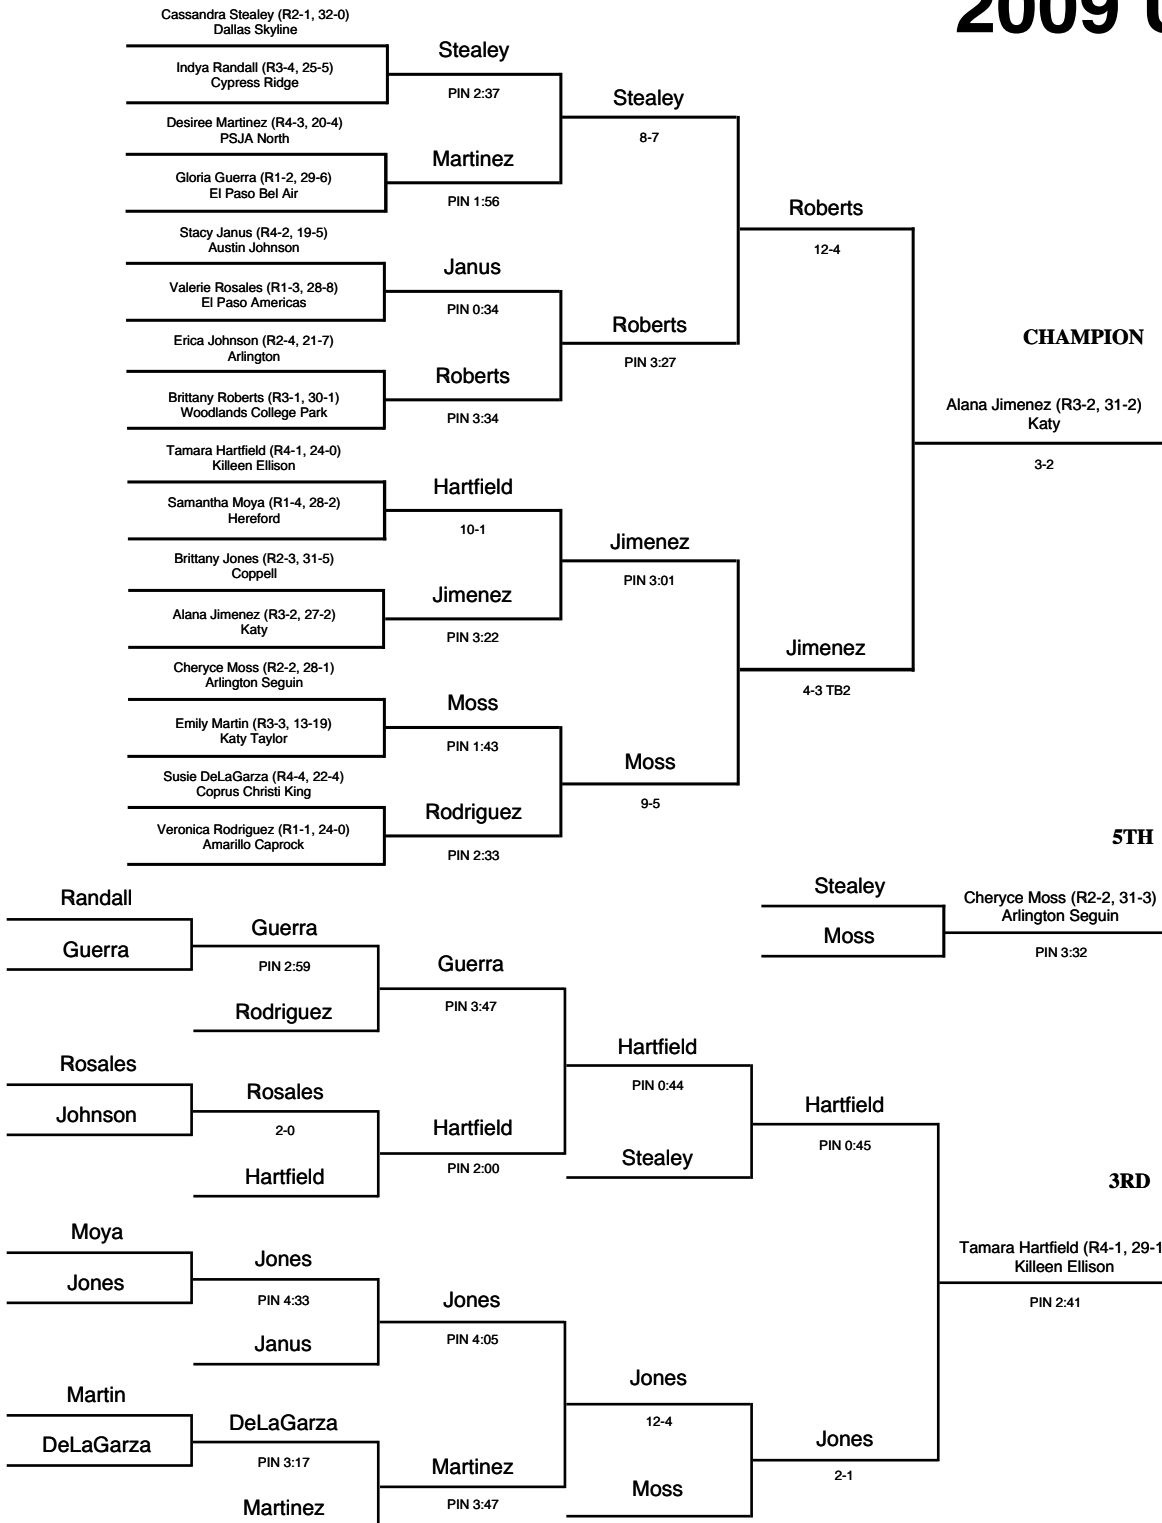 2009 U
Cassandra Stealey (R2-1, 32-0)
Dallas Skyline
Indya Randall (R3-4, 25-5)
Cypress Ridge
Desiree Martinez (R4-3, 20-4)
PSJA North
Gloria Guerra (R1-2, 29-6)
El Paso Bel Air
Stacy Janus (R4-2, 19-5)
Austin Johnson
Valerie Rosales (R1-3, 28-8)
El Paso Americas
Erica Johnson (R2-4, 21-7)
Arlington
Brittany Roberts (R3-1, 30-1)
Woodlands College Park
Tamara Hartfield (R4-1, 24-0)
Killeen Ellison
Samantha Moya (R1-4, 28-2)
Hereford
Brittany Jones (R2-3, 31-5)
Coppell
Alana Jimenez (R3-2, 27-2)
Katy
Cheryce Moss (R2-2, 28-1)
Arlington Seguin
Emily Martin (R3-3, 13-19)
Katy Taylor
Susie DeLaGarza (R4-4, 22-4)
Coprus Christi King
Veronica Rodriguez (R1-1, 24-0)
Amarillo Caprock
Stealey
PIN 2:37
Martinez
PIN 1:56
Janus
PIN 0:34
Roberts
PIN 3:34
Hartfield
10-1
Jimenez
PIN 3:22
Moss
PIN 1:43
Rodriguez
PIN 2:33
Stealey
8-7
Roberts
PIN 3:27
Jimenez
PIN 3:01
Moss
9-5
Roberts
12-4
Jimenez
4-3 TB2
CHAMPION
Alana Jimenez (R3-2, 31-2)
Katy
3-2
5TH
Stealey
Moss
Cheryce Moss (R2-2, 31-3)
Arlington Seguin
PIN 3:32
Randall
Guerra
Rosales
Johnson
Moya
Jones
Martin
DeLaGarza
Guerra
PIN 2:59
Rodriguez
Rosales
2-0
Hartfield
Jones
PIN 4:33
Janus
DeLaGarza
PIN 3:17
Martinez
Guerra
PIN 3:47
Hartfield
PIN 2:00
Jones
PIN 4:05
Martinez
PIN 3:47
Hartfield
PIN 0:44
Stealey
Jones
12-4
Moss
Hartfield
PIN 0:45
Jones
2-1
3RD
Tamara Hartfield (R4-1, 29-1
Killeen Ellison
PIN 2:41